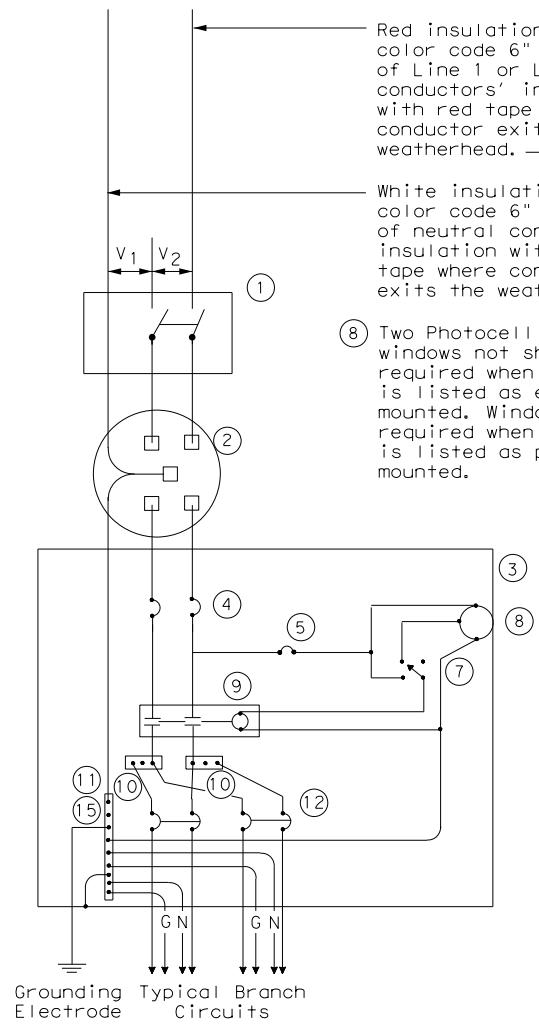 Red insulation
color code 6"
of Line 1 or L
conductors' in
with red tape
conductor exit
weatherhead.
White insulati
color code 6"
of neutral con
insulation wit
tape where con
exits the weat
V1 V2
1
8 Two Photocell
windows not sh
required when
is listed as e
mounted. Windo
required when
is listed as p
mounted.
2
3
4
5
8
7
9
11 10 10
15 12
G N G N
Grounding Typical Branch
Electrode Circuits